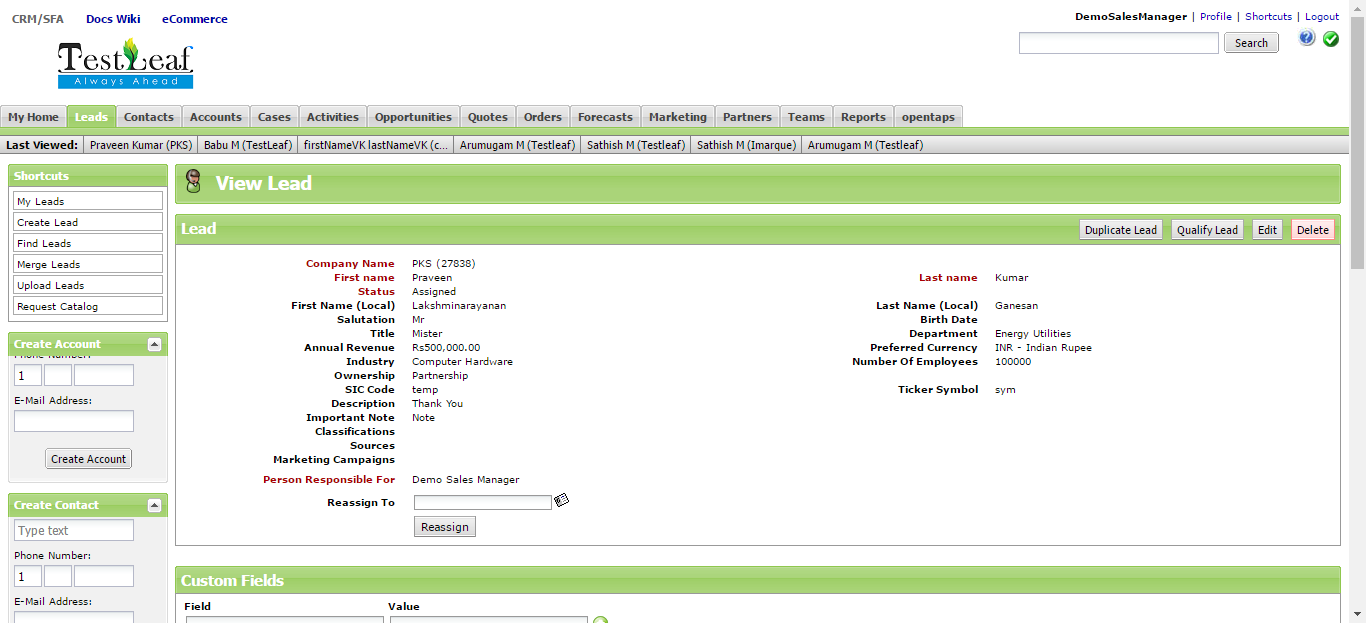 CRM/SFA Docs Wiki eCommerce
DemoSalesManager | Profile | Shortcuts | Logout
TestLeaf
Always Ahead
Search
My Home Leads Contacts Accounts Cases Activities Opportunities Quotes Orders Forecasts Marketing Partners Teams Reports opentaps
Last Viewed: Praveen Kumar (PKS) Babu M (TestLeaf) firstNameVK lastNameVK (c... Arumugam M (Testleaf) Sathish M (Testleaf) Sathish M (Imarque) Arumugam M (Testleaf)
Shortcuts
My Leads
Create Lead
Find Leads
Merge Leads
Upload Leads
Request Catalog
Create Account
Phone Number:
1
E-Mail Address:
Create Account
Create Contact
Type text
Phone Number:
1
E-Mail Address:
View Lead
Lead Duplicate Lead Qualify Lead Edit Delete
Company Name PKS (27838)
First name Praveen Last name Kumar
Status Assigned
First Name (Local) Lakshminarayanan Last Name (Local) Ganesan
Salutation Mr Birth Date
Title Mister Department Energy Utilities
Annual Revenue Rs500,000.00 Preferred Currency INR - Indian Rupee
Industry Computer Hardware Number Of Employees 100000
Ownership Partnership
SIC Code temp Ticker Symbol sym
Description Thank You
Important Note Note
Classifications
Sources
Marketing Campaigns
Person Responsible For Demo Sales Manager
Reassign To
Reassign
Custom Fields
Field Value